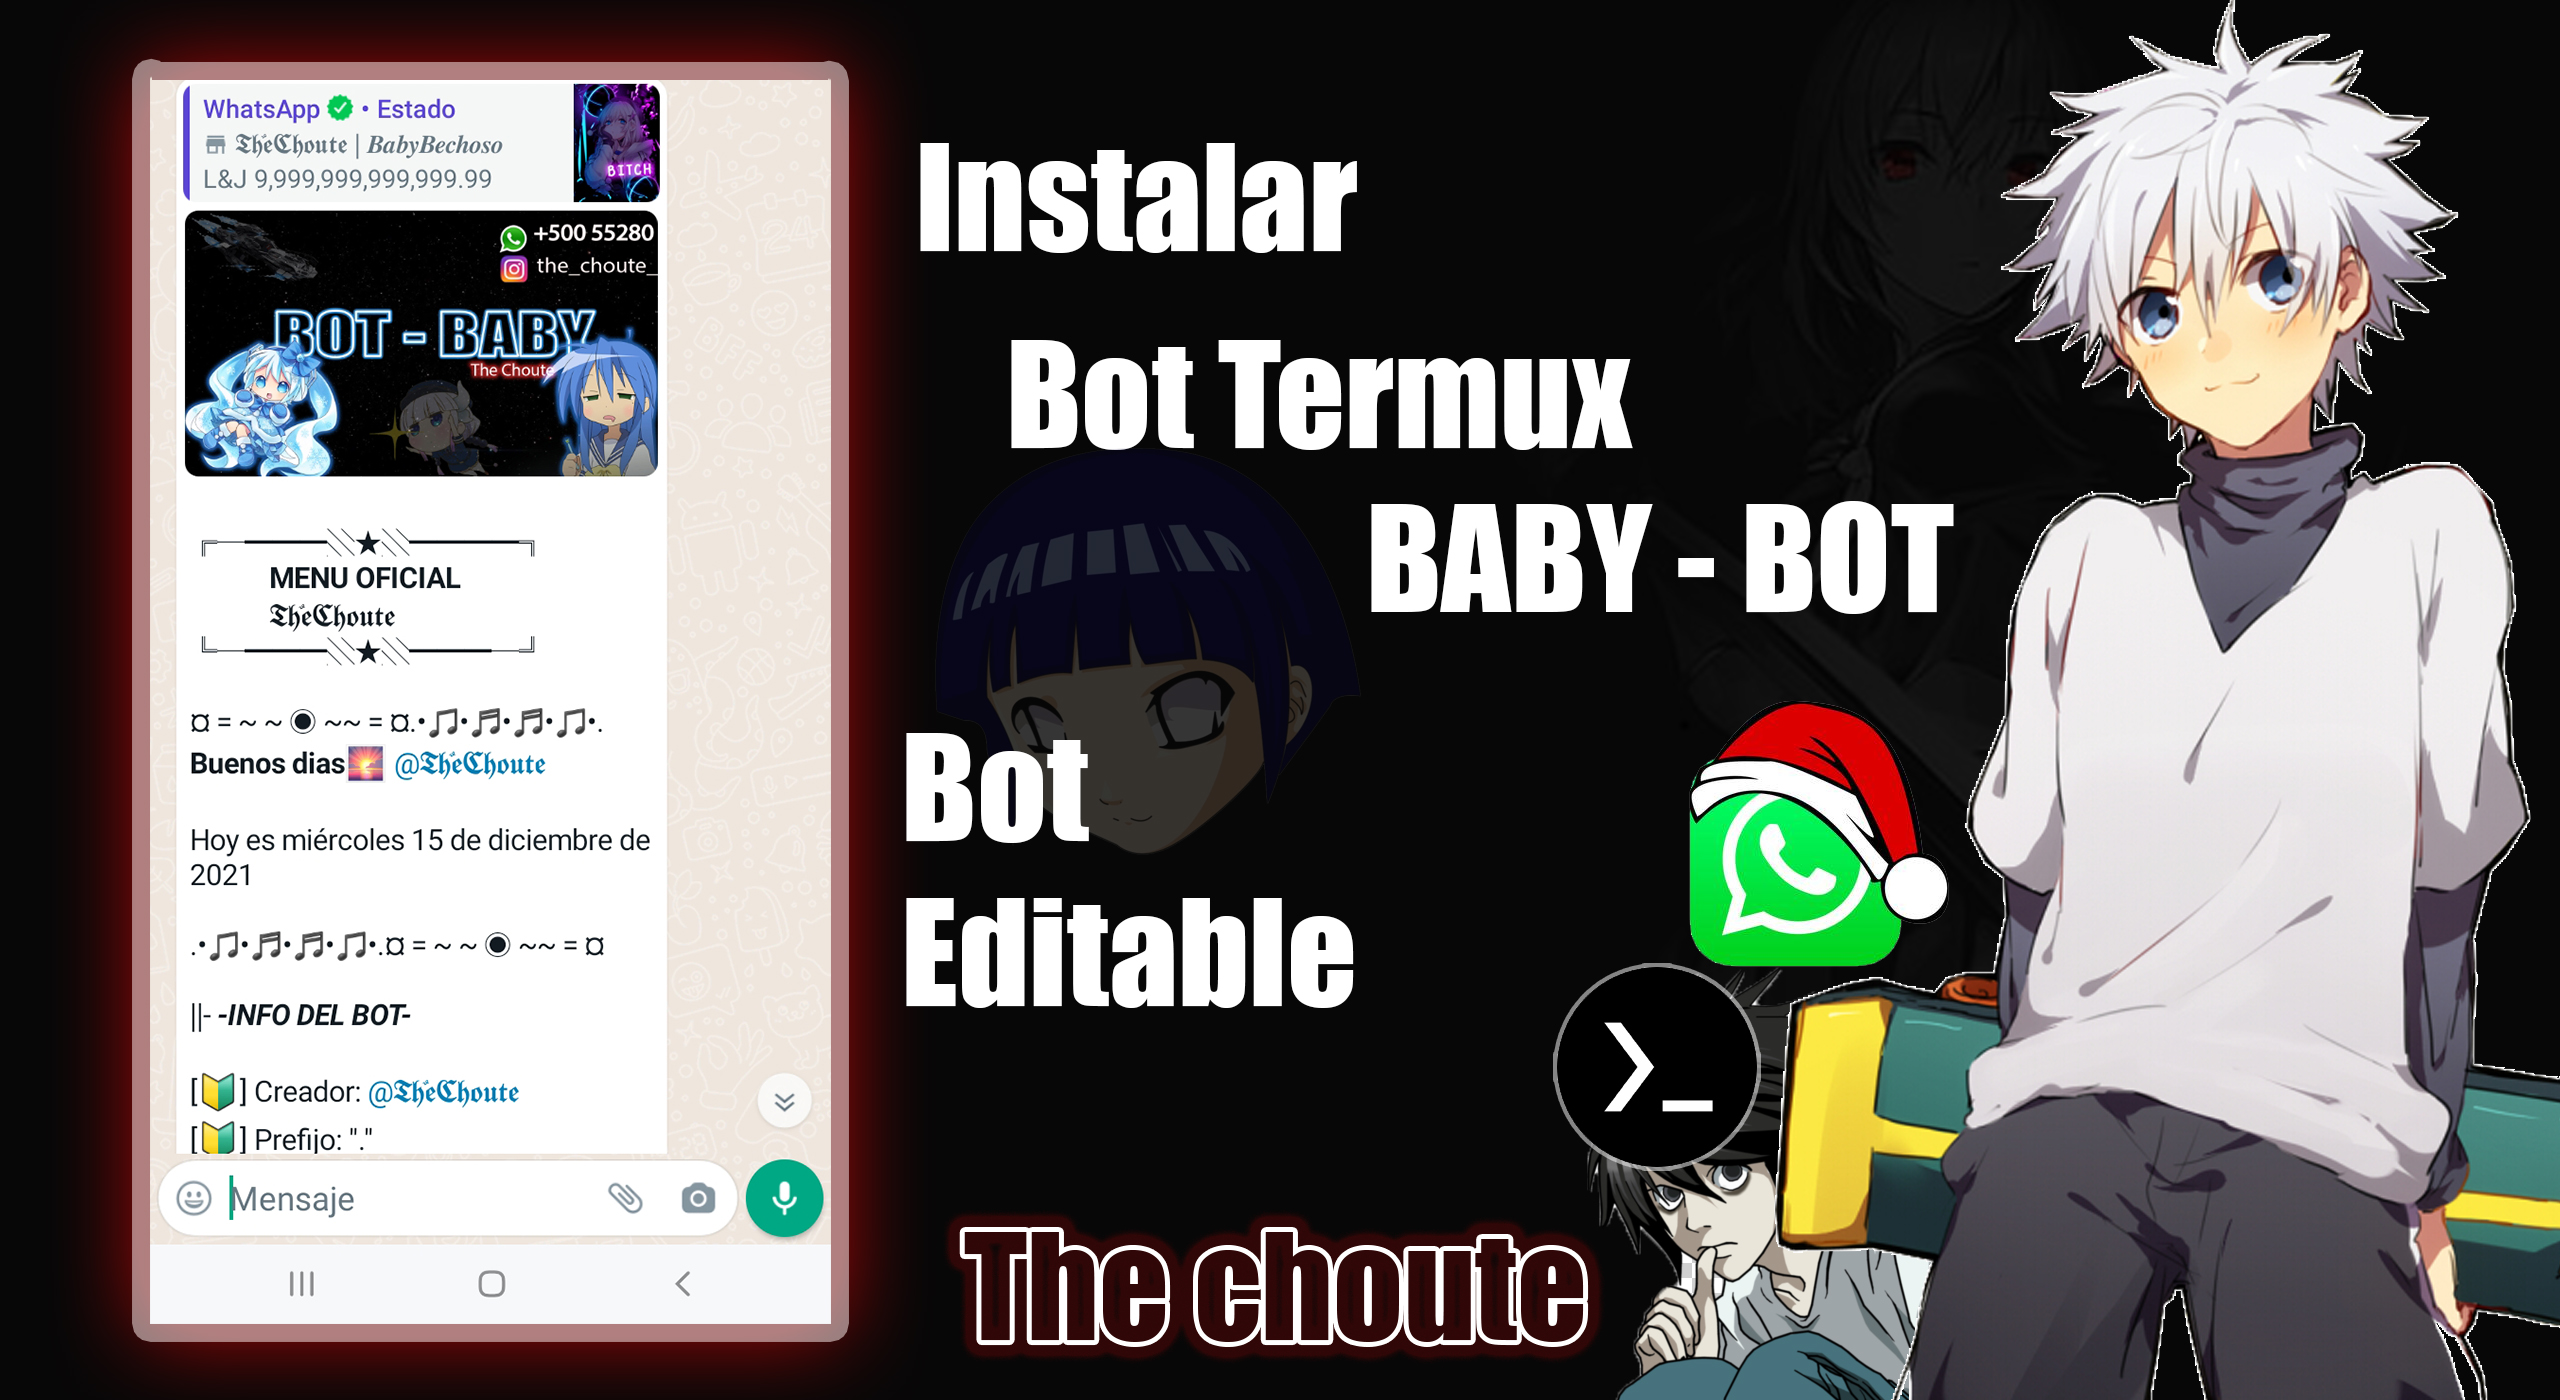 WhatsApp • Estado
TheChoute | BabyBechoso
L&J 9,999,999,999,999.99
BITCH
+500 55280
the_choute_
BOT - BABY
The Choute
MENU OFICIAL
TheChoute
¤ = ~ ~ ◉ ~~ = ¤.•🎵•🎵•🎵•🎵•.
Buenos dias🌅 @TheChoute
Hoy es miércoles 15 de diciembre de
2021
.•🎵•🎵•🎵•🎵•.¤ = ~ ~ ◉ ~~ = ¤
||- -INFO DEL BOT-
[🔰] Creador: @TheChoute
[🔰] Prefijo: "."
Mensaje
Instalar
Bot Termux
BABY - BOT
Bot
Editable
The choute